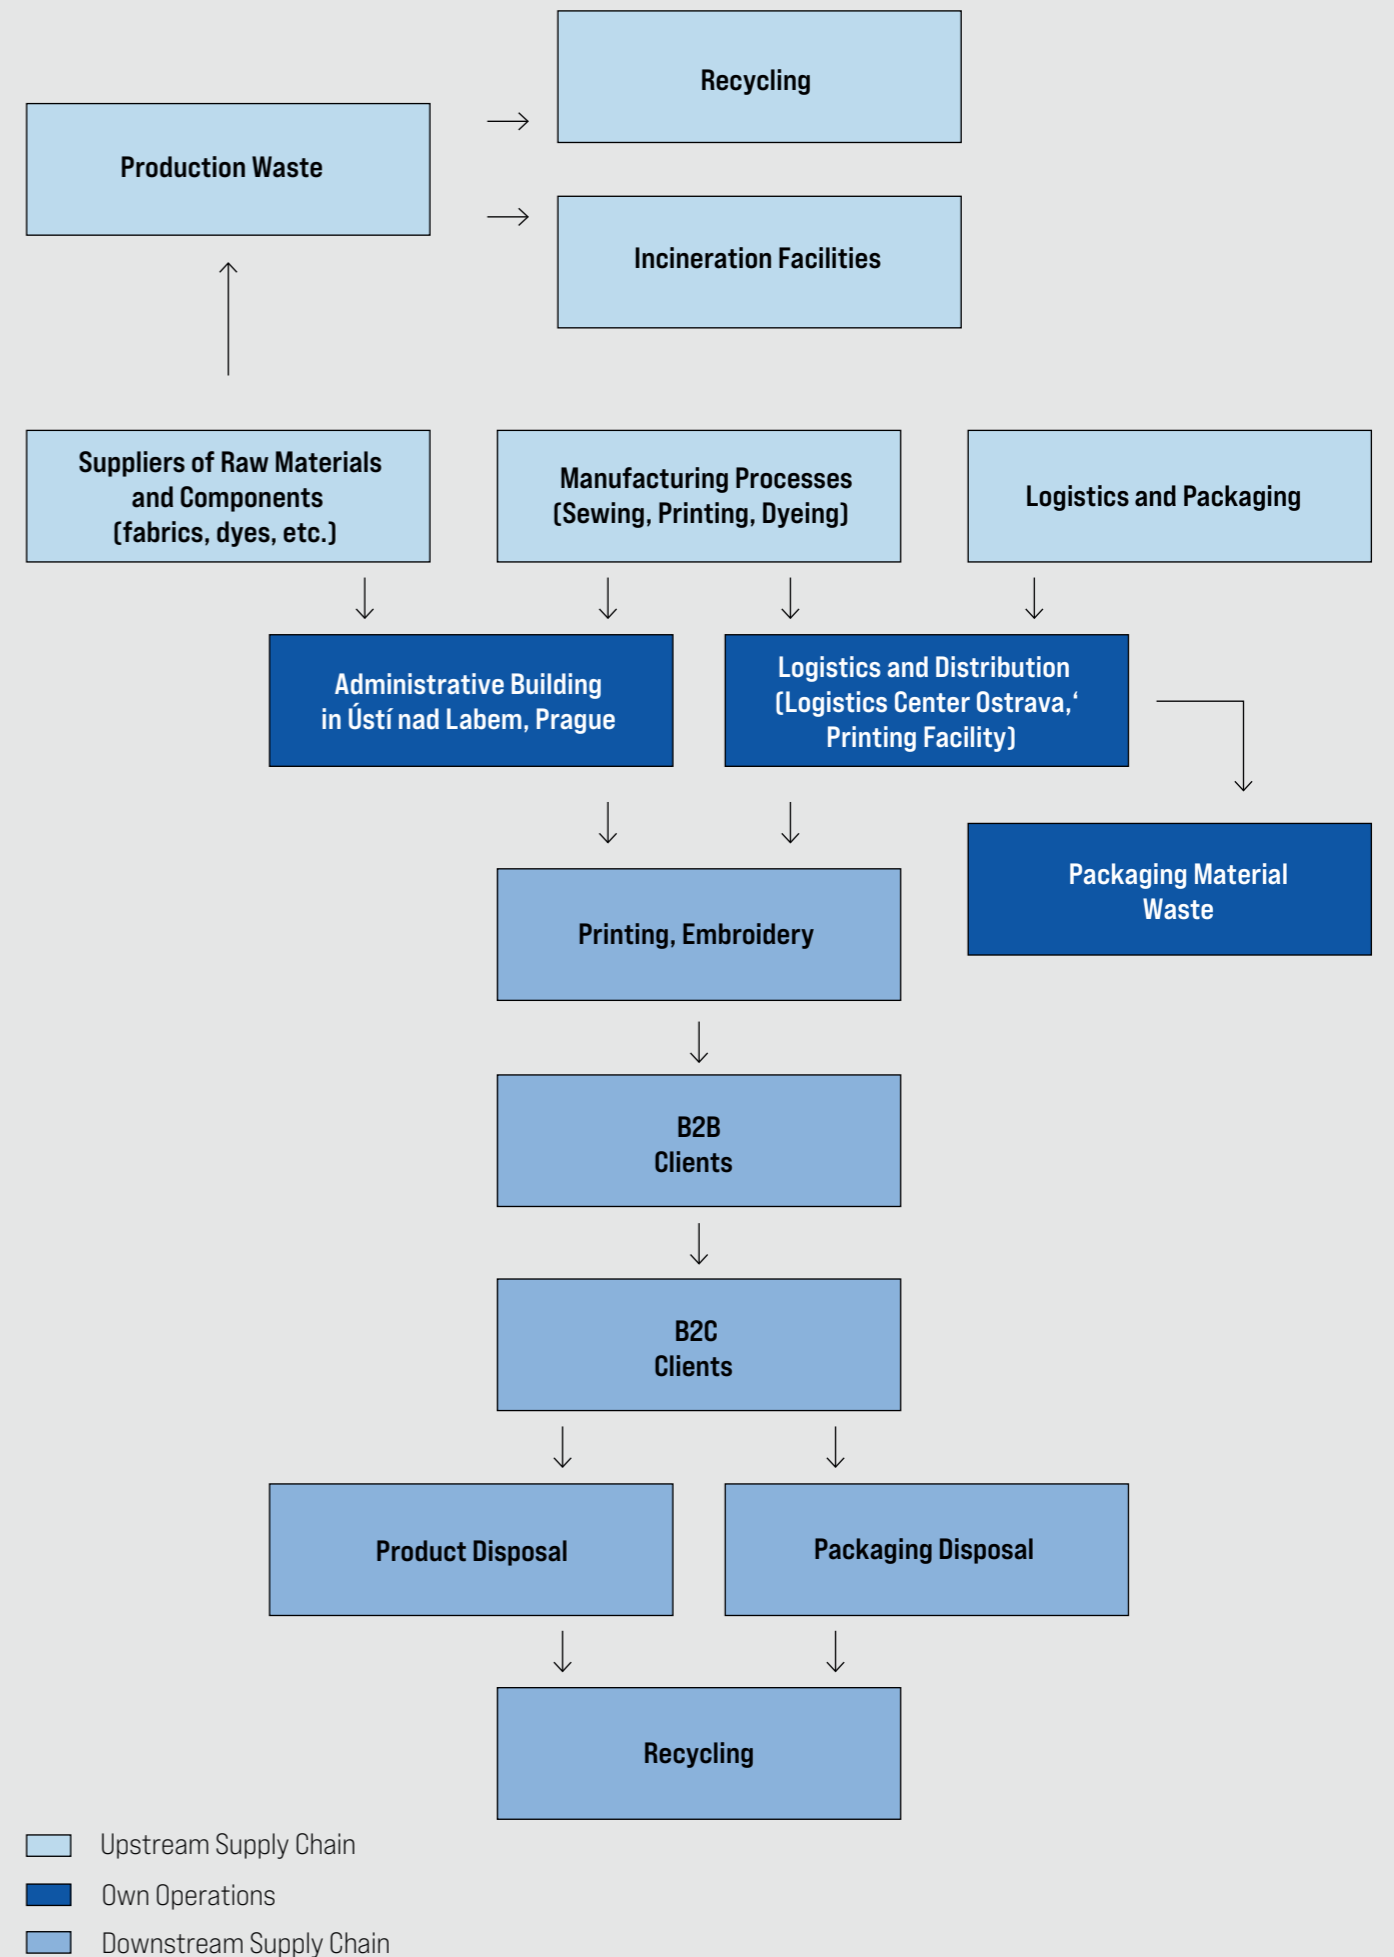 Recycling
Production Waste
Incineration Facilities
Suppliers of Raw Materials
and Components
(fabrics, dyes, etc.)
Manufacturing Processes
(Sewing, Printing, Dyeing)
Logistics and Packaging
Administrative Building
in Ústí nad Labem, Prague
Logistics and Distribution
(Logistics Center Ostrava,‘
Printing Facility)
Packaging Material
Waste
Printing, Embroidery
B2B
Clients
B2C
Clients
Product Disposal
Packaging Disposal
Recycling
Upstream Supply Chain
Own Operations
Downstream Supply Chain